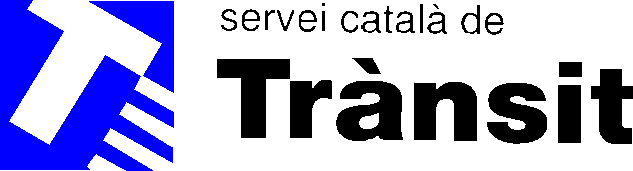 servei català de
Trànsit